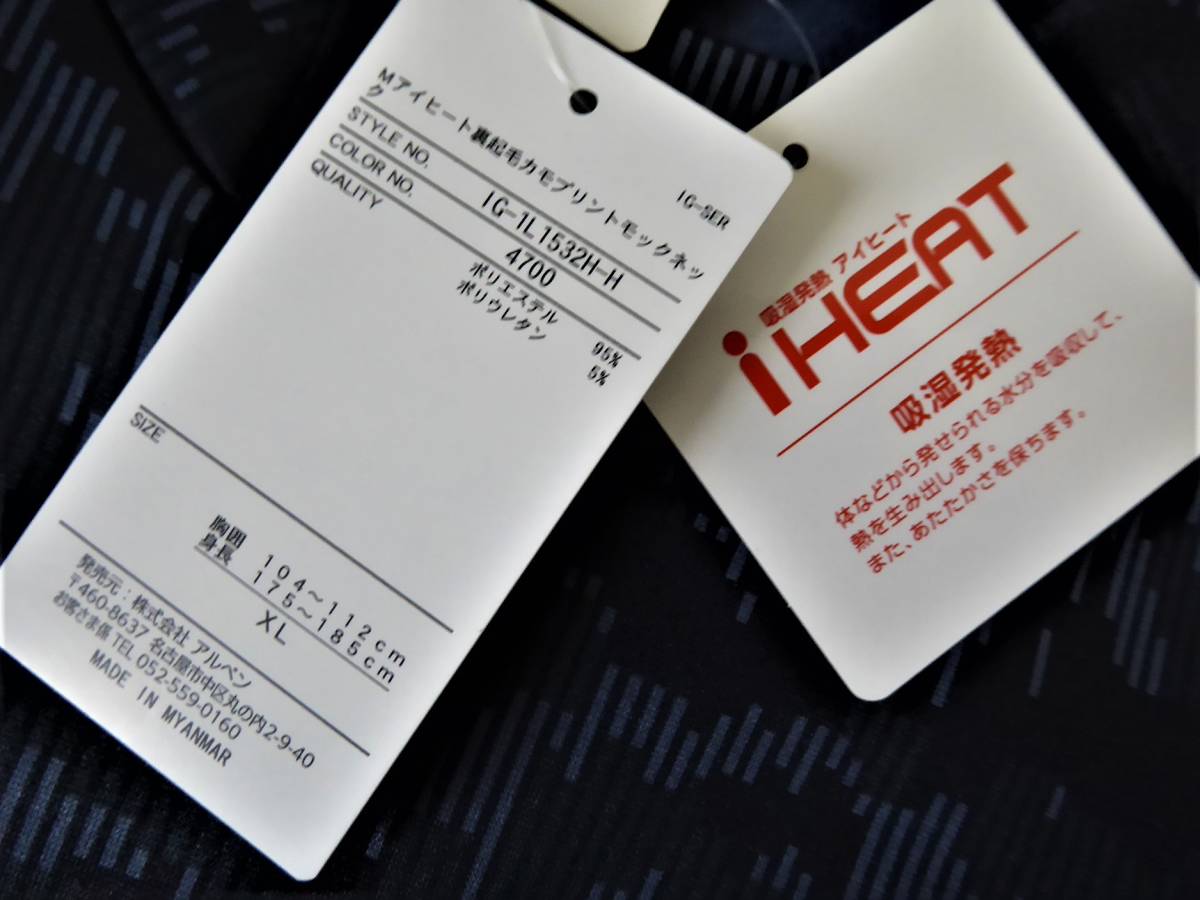 IG-SER
Mアイヒート裏起毛カモプリントモックネッ
ク
STYLE NO. IG-1L1532H-H
COLOR NO. 4700
QUALITY ポリエステル 95%
ポリウレタン 5%
SIZE
胸囲 104～112cm
身長 175～185cm
XL
発売元：株式会社 アルペン
〒460-8637 名古屋市中区丸の内2-9-40
お客さま係 TEL 052-559-0160
MADE IN MYANMAR
吸湿発熱 アイヒート
iHEAT
吸湿発熱
体などから発せられる水分を吸収して、
熱を生み出します。
また、あたたかさを保ちます。